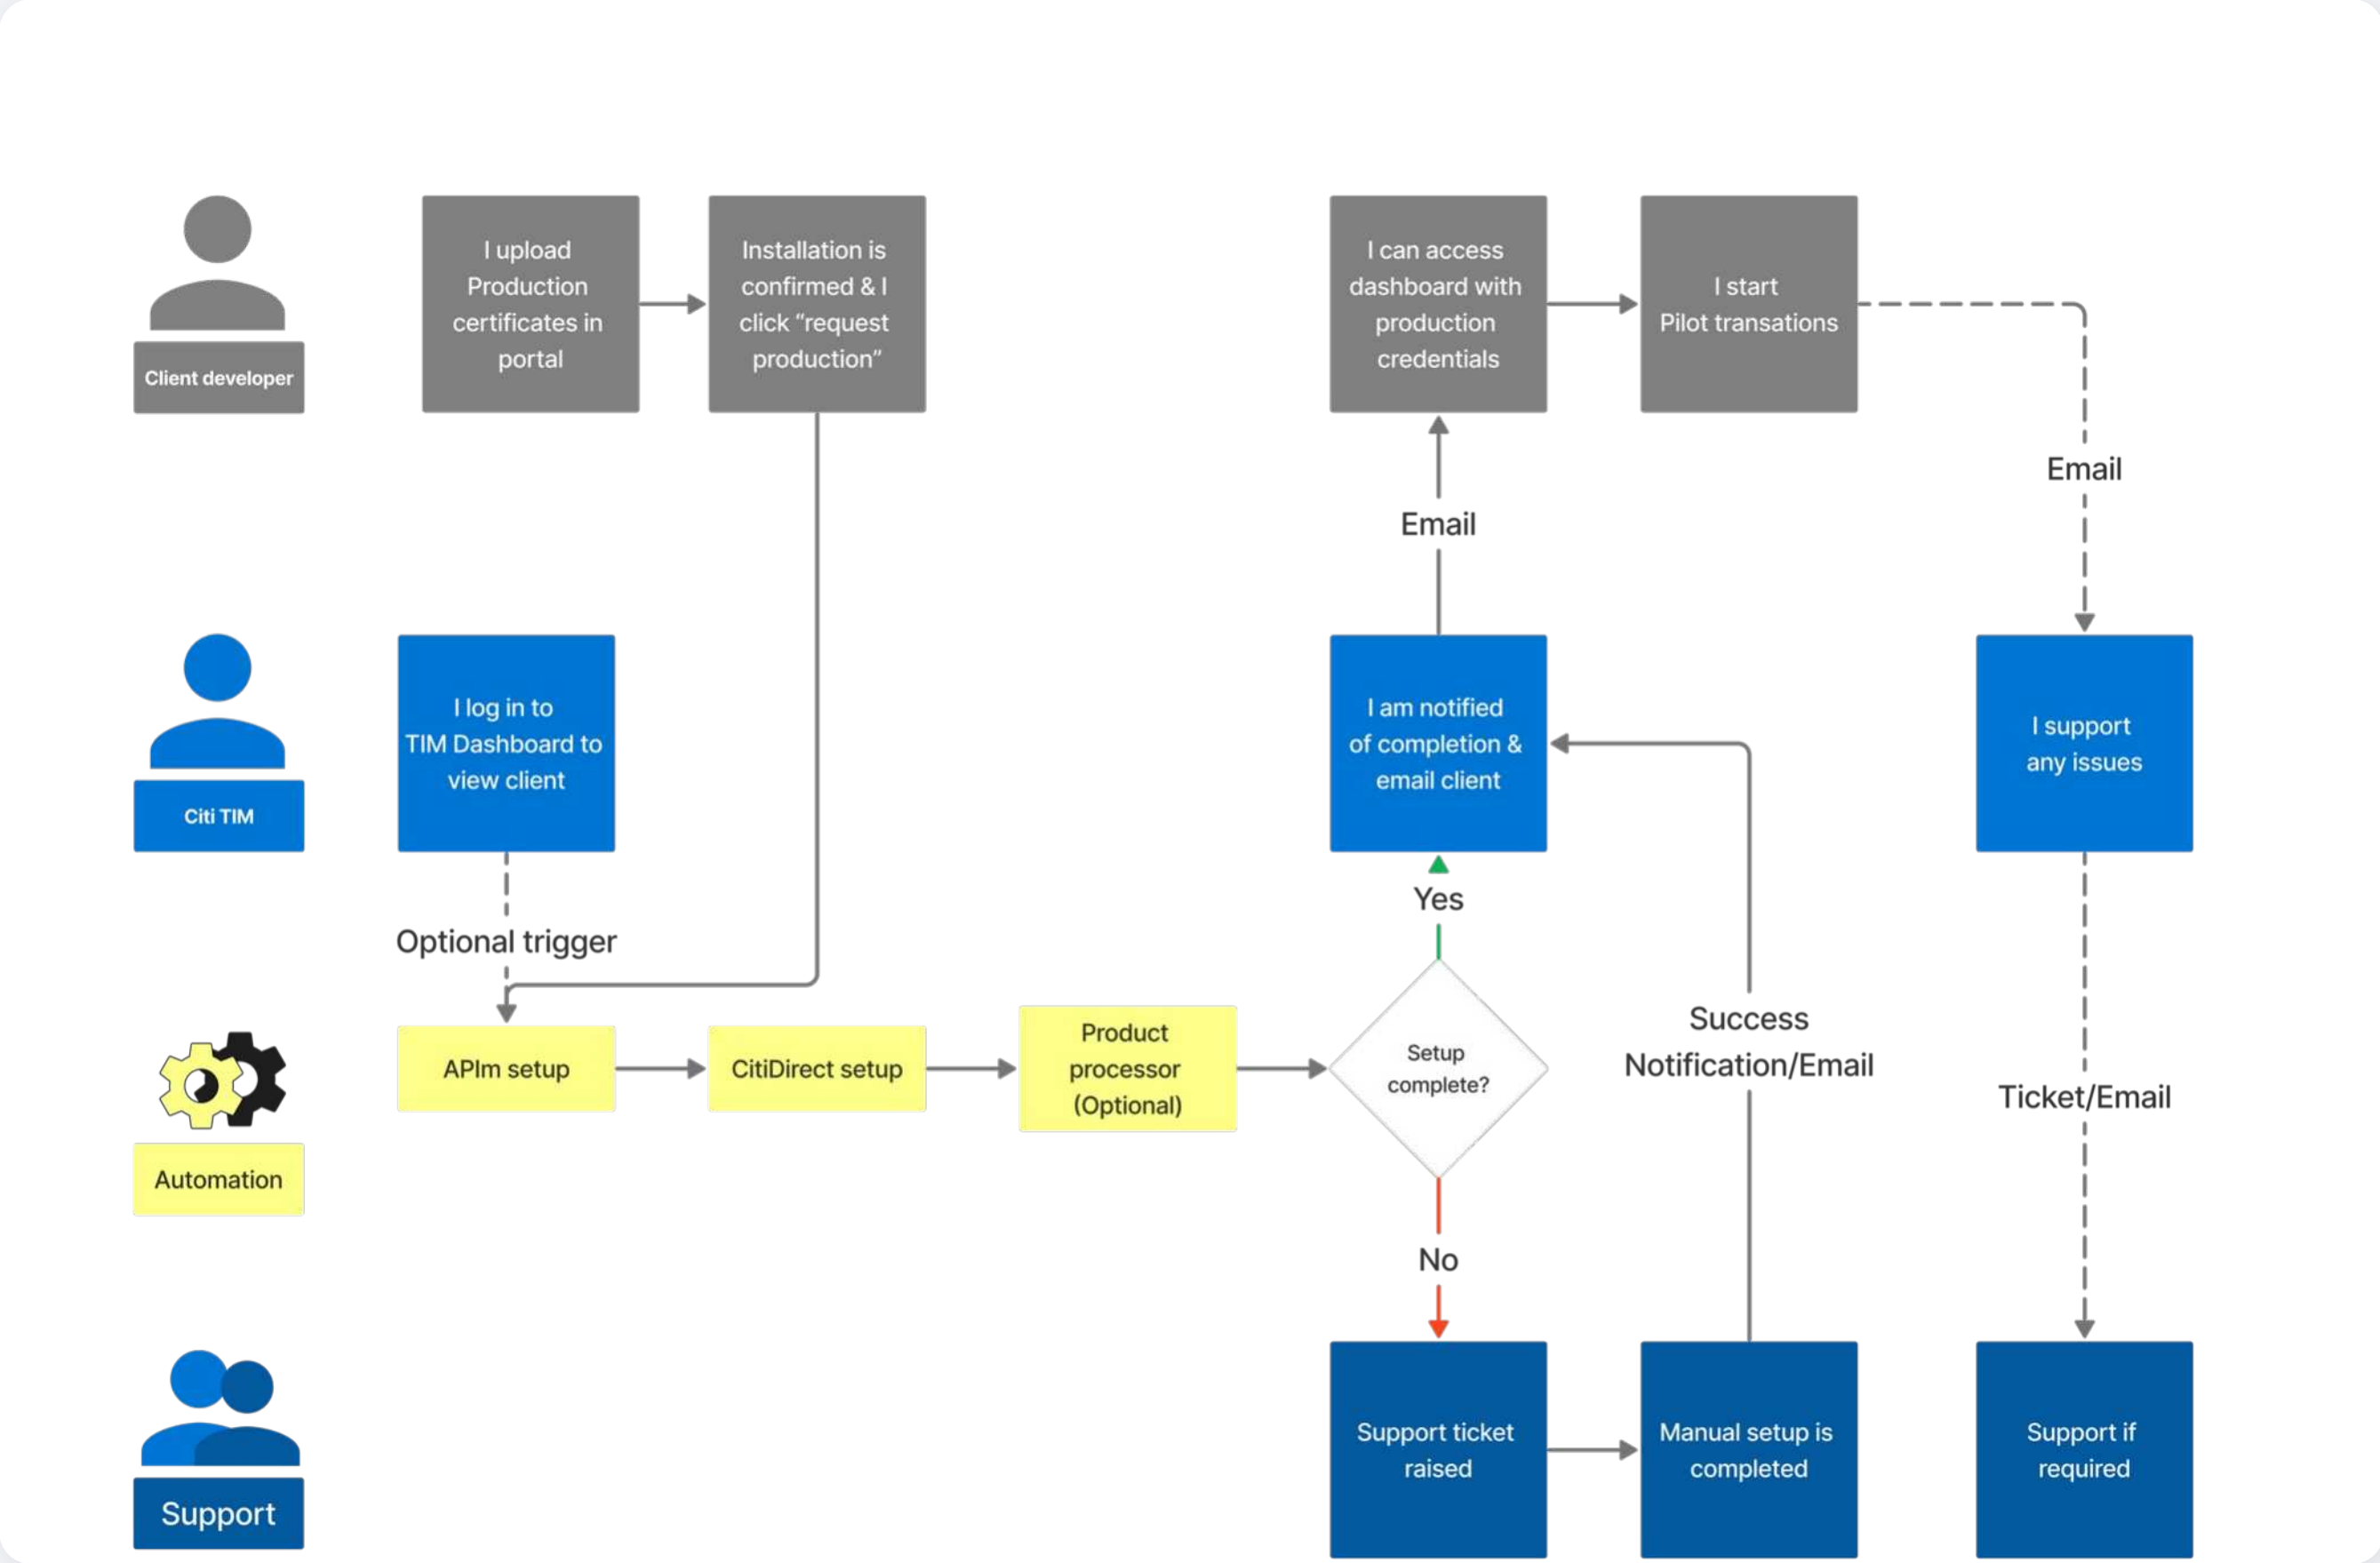 I upload
Production
certificates in
portal
Installation is
confirmed & I
click “request
production”
I can access
dashboard with
production
credentials
I start
Pilot transations
Client developer
Email
Email
I log in to
TIM Dashboard to
view client
I am notified
of completion &
email client
I support
any issues
Citi TIM
Optional trigger
Yes
APIm setup
CitiDirect setup
Product
processor
(Optional)
Setup
complete?
Success
Notification/Email
Ticket/Email
Automation
No
Support ticket
raised
Manual setup is
completed
Support if
required
Support